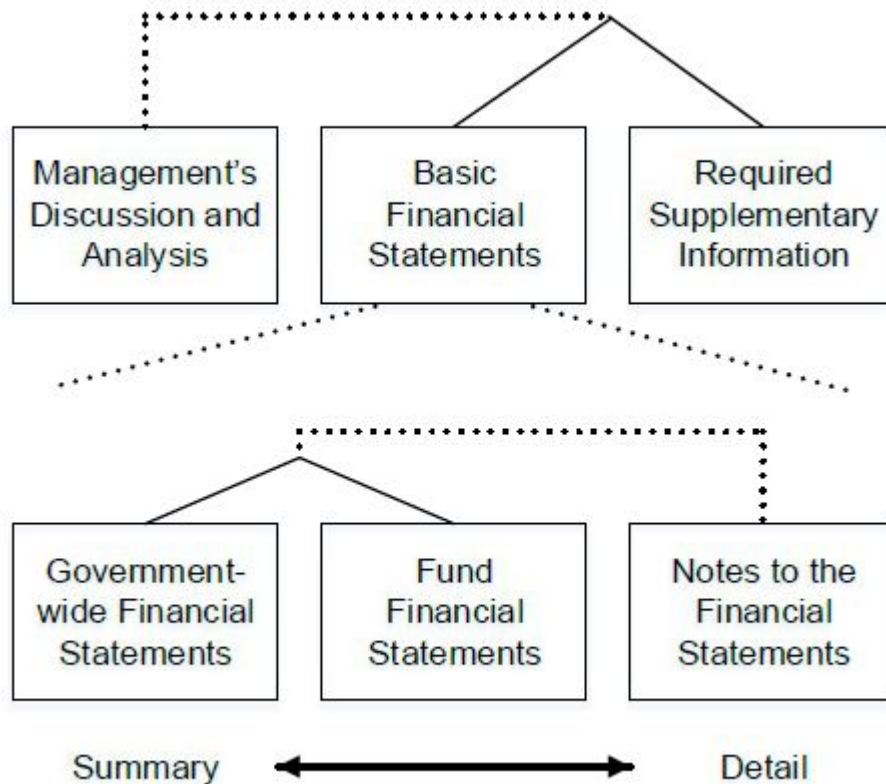 Management's
Discussion and
Analysis
Basic
Financial
Statements
Required
Supplementary
Information
Government-
wide Financial
Statements
Fund
Financial
Statements
Notes to the
Financial
Statements
Summary
Detail